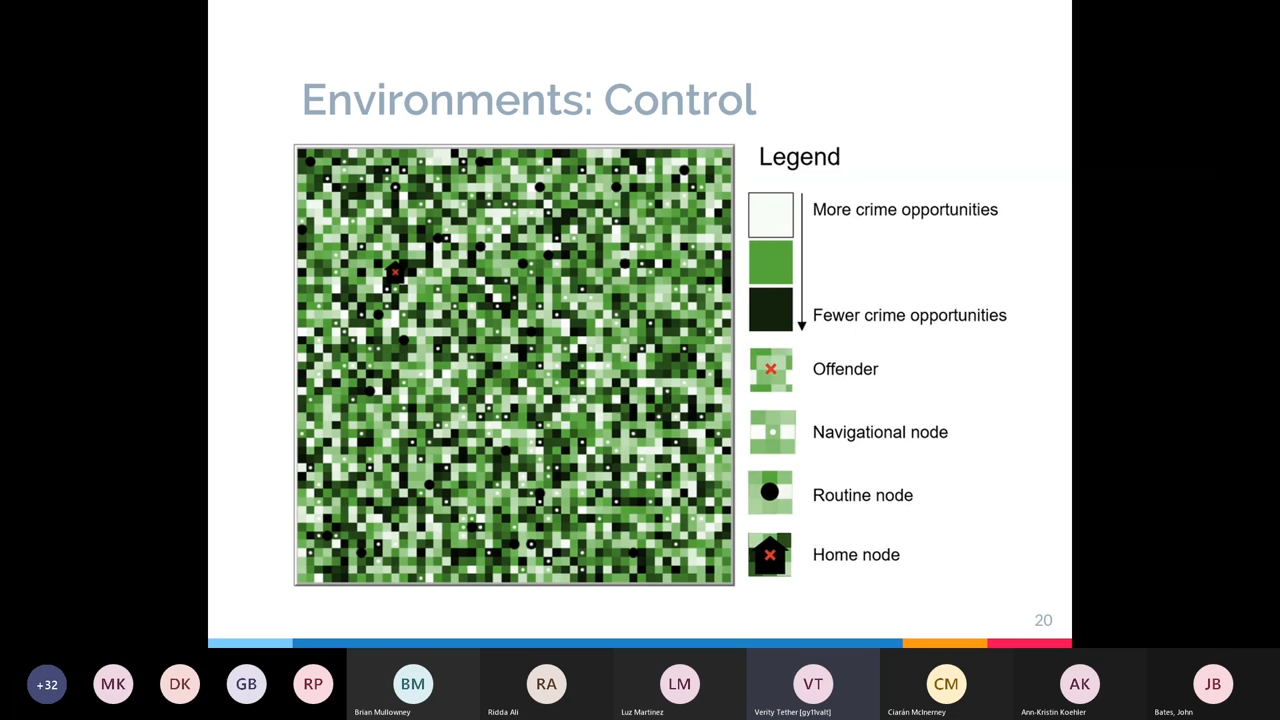 Environments: Control
Legend
More crime opportunities
Fewer crime opportunities
Offender
Navigational node
Routine node
Home node
20
+32
MK
DK
GB
RP
BM
Brian Mullowney
RA
Ridda Ali
LM
Luz Martinez
VT
Verity Tether [gy11valt]
CM
Ciarán McInerney
AK
Ann-Kristin Koehler
JB
Bates, John